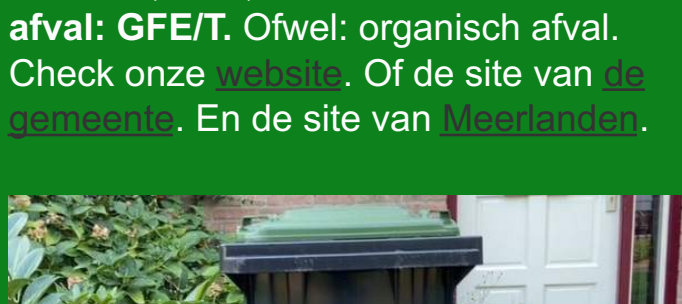 afval: GFE/T. Ofwel: organisch afval.
Check onze website. Of de site van de
gemeente. En de site van Meerlanden.